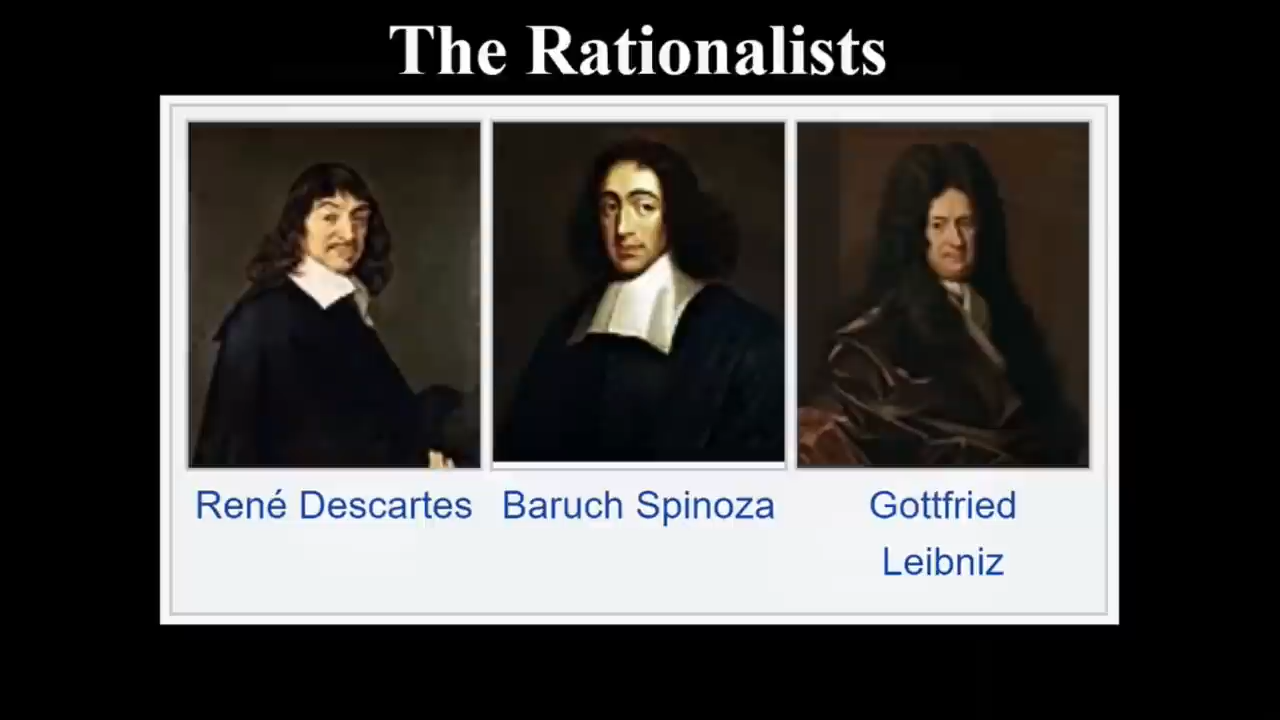 The Rationalists
René Descartes
Baruch Spinoza
Gottfried
Leibniz